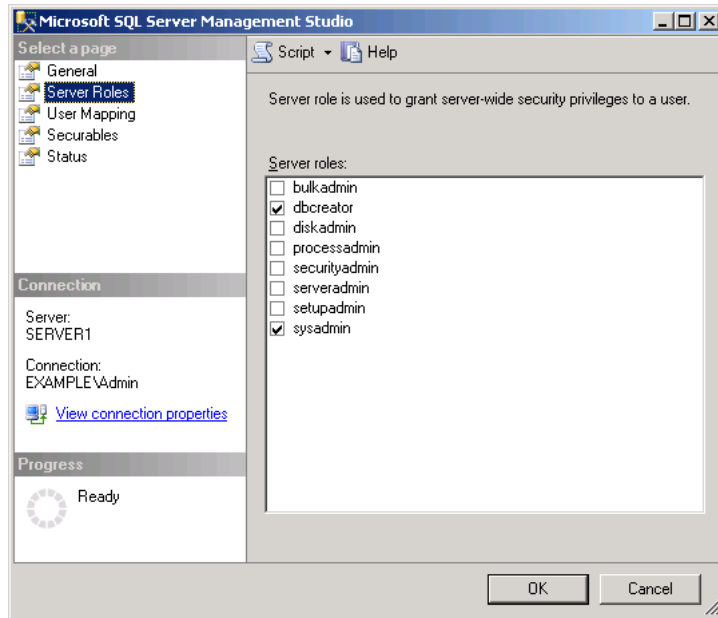 Microsoft SQL Server Management Studio
Select a page
General
Server Roles
User Mapping
Securables
Status
Connection
Server:
SERVER1
Connection:
EXAMPLE\Admin
View connection properties
Progress
Ready
Script Help
Server role is used to grant server-wide security privileges to a user.
Server roles:
bulkadmin
dbcreator
diskadmin
processadmin
securityadmin
serveradmin
setupadmin
sysadmin
OK Cancel